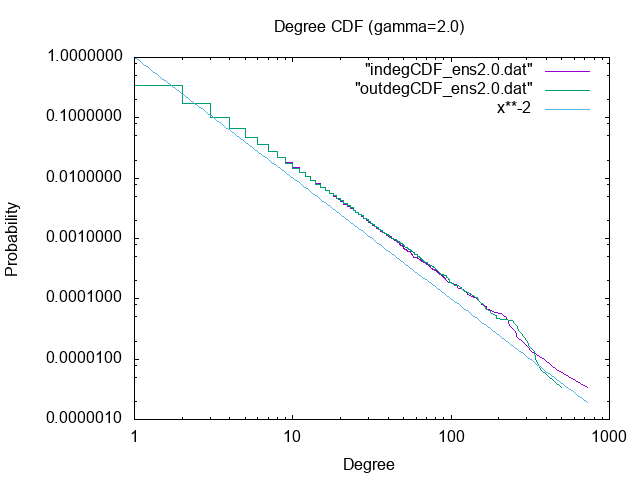 Degree CDF (gamma=2.0)
1.0000000
0.1000000
0.0100000
0.0010000
0.0001000
0.0000100
0.0000010
Probability
"indegCDF_ens2.0.dat"
"outdegCDF_ens2.0.dat"
x**-2
1 10 100 1000
Degree